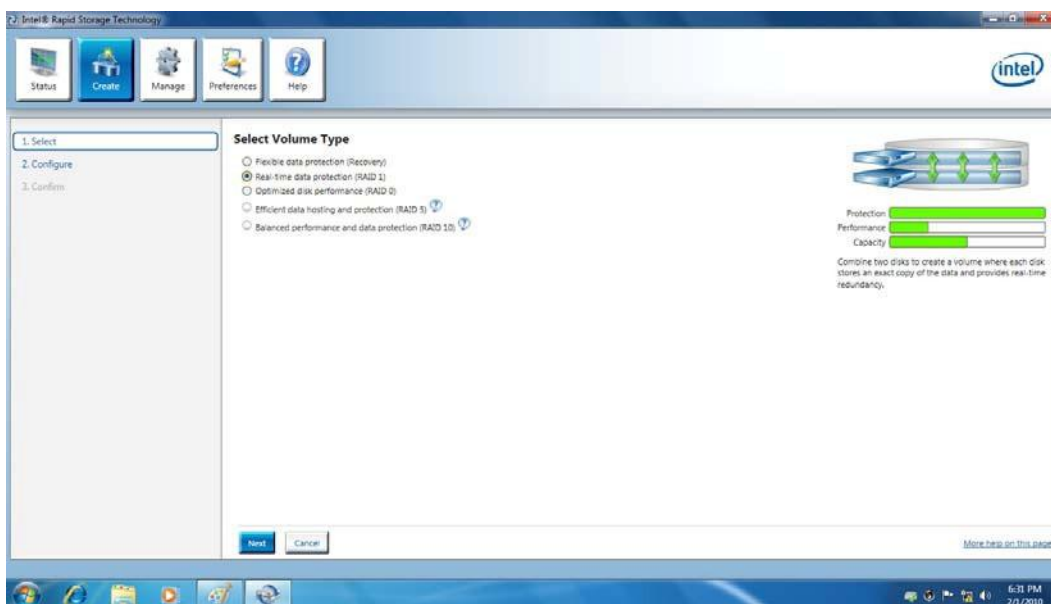 Intel® Rapid Storage Technology
Status
Create
Manage
Preferences
Help
intel
1. Select
2. Configure
3. Confirm
Select Volume Type
Flexible data protection (Recovery)
Real-time data protection (RAID 1)
Optimized disk performance (RAID 0)
Efficient data hosting and protection (RAID 5)
Balanced performance and data protection (RAID 10)
Protection
Performance
Capacity
Combine two disks to create a volume where each disk
stores an exact copy of the data and provides real-time
redundancy.
Next
Cancel
More help on this page
6:31 PM
2/1/2010